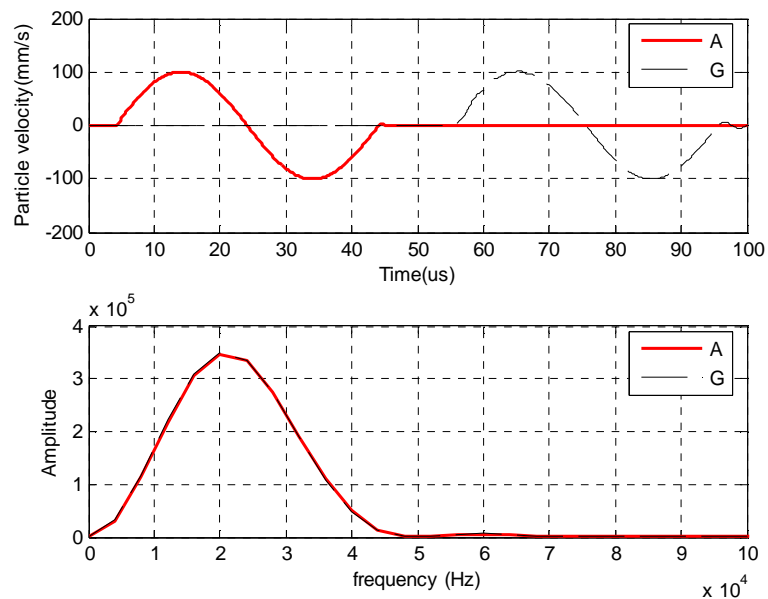 200
100
0
-100
-200
Particle velocity(mm/s)
A
G
0 10 20 30 40 50 60 70 80 90 100
Time(us)
x 10^5
4
3
2
1
0
Amplitude
A
G
0 1 2 3 4 5 6 7 8 9 10
frequency (Hz)
x 10^4